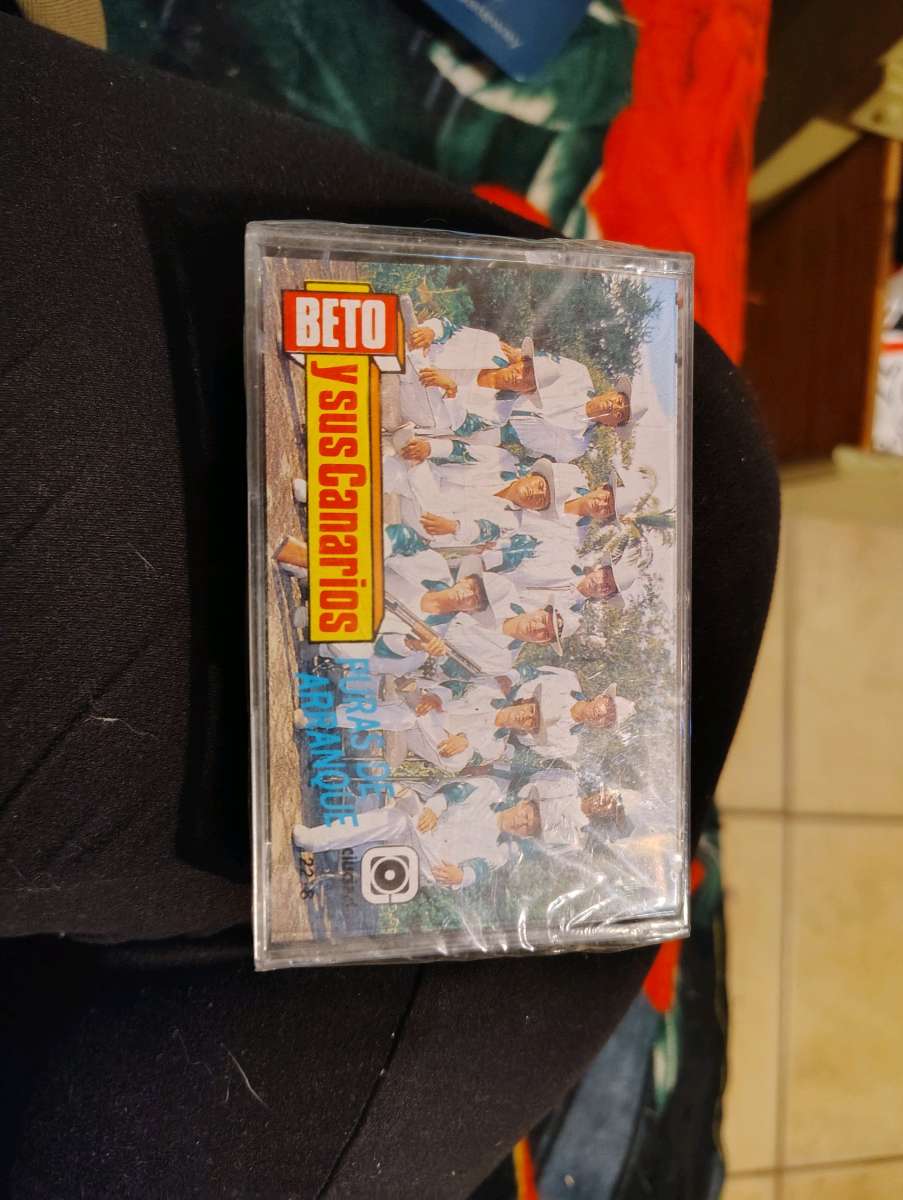 BETO
y sus Canarios
PURAS DE
ARRANQUE